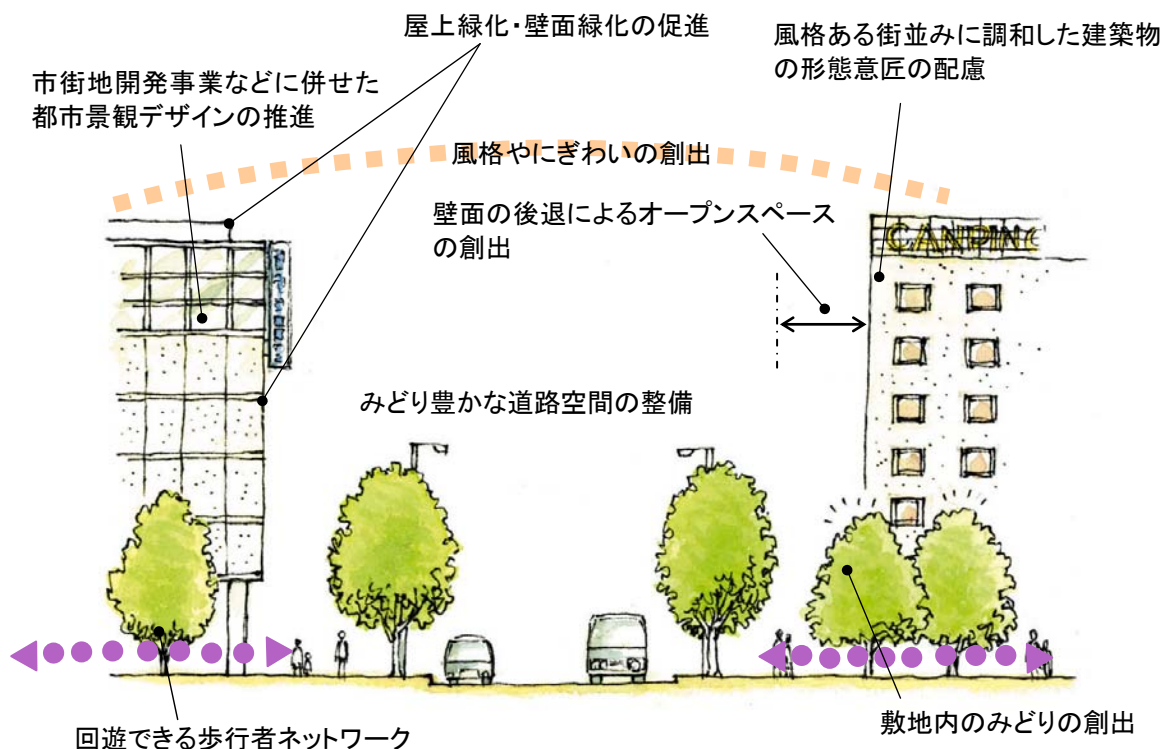 屋上緑化・壁面緑化の促進
風格ある街並みに調和した建築物
の形態意匠の配慮
市街地開発事業などに併せた
都市景観デザインの推進
風格やにぎわいの創出
壁面の後退によるオープンスペース
の創出
CANPING
みどり豊かな道路空間の整備
敷地内のみどりの創出
回遊できる歩行者ネットワーク